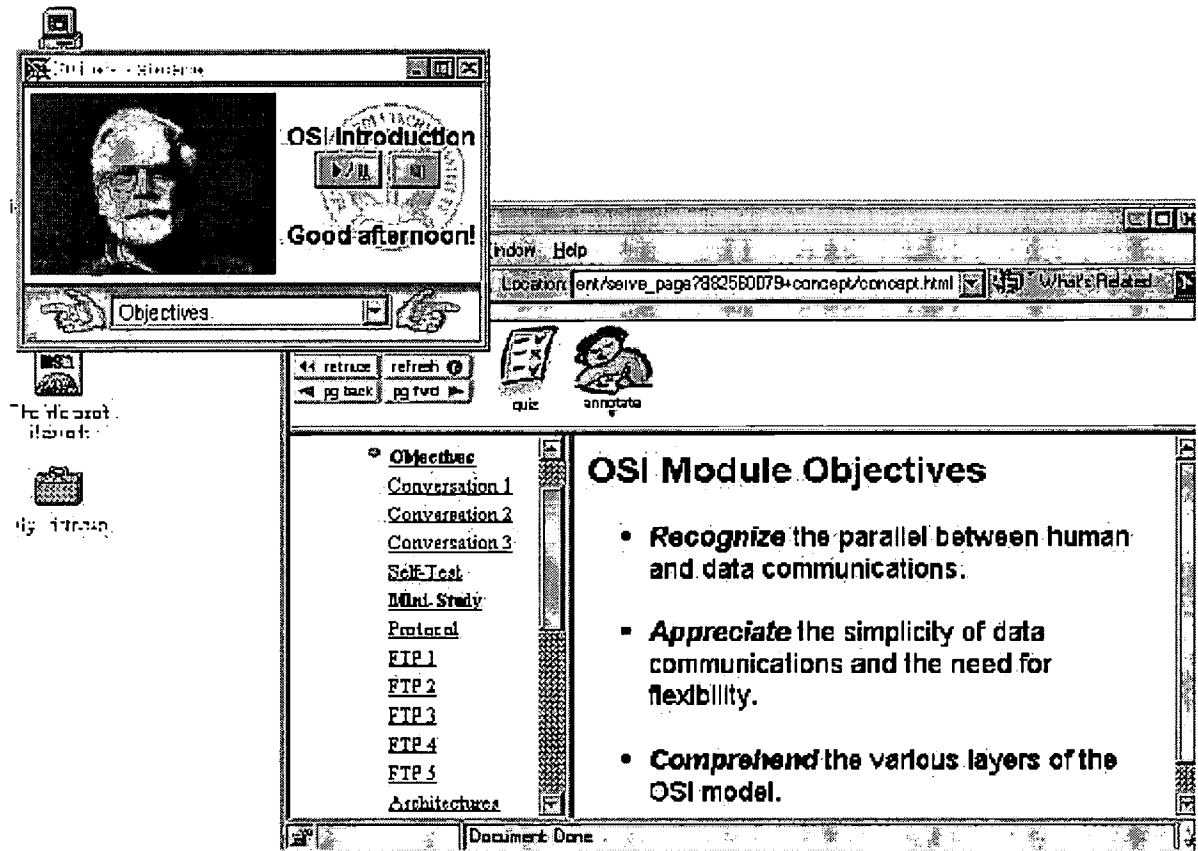 OSI Introduction
Good afternoon!
Objectives
Window Help
Location: ent/serve_page?882560079+concept/concept.html What's Related
retrace refresh
pg back pg fwd
quiz annotate
Objectives
Conversation 1
Conversation 2
Conversation 3
Self-Test
Mini-Study
Protocol
FTP 1
FTP 2
FTP 3
FTP 4
FTP 5
Architectures
OSI Module Objectives
• Recognize the parallel between human
and data communications.
• Appreciate the simplicity of data
communications and the need for
flexibility.
• Comprehend the various layers of the
OSI model.
Document: Done